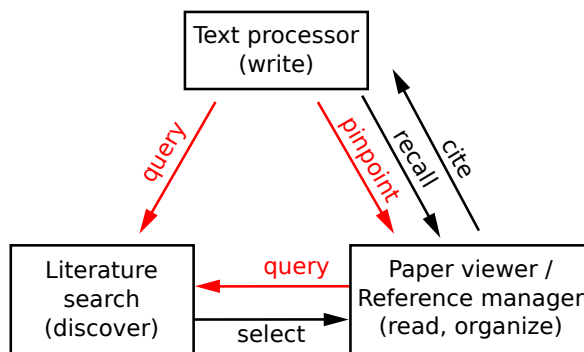 Text processor
(write)
query
pinpoint
recall
cite
Literature
search
(discover)
query
select
Paper viewer /
Reference manager
(read, organize)